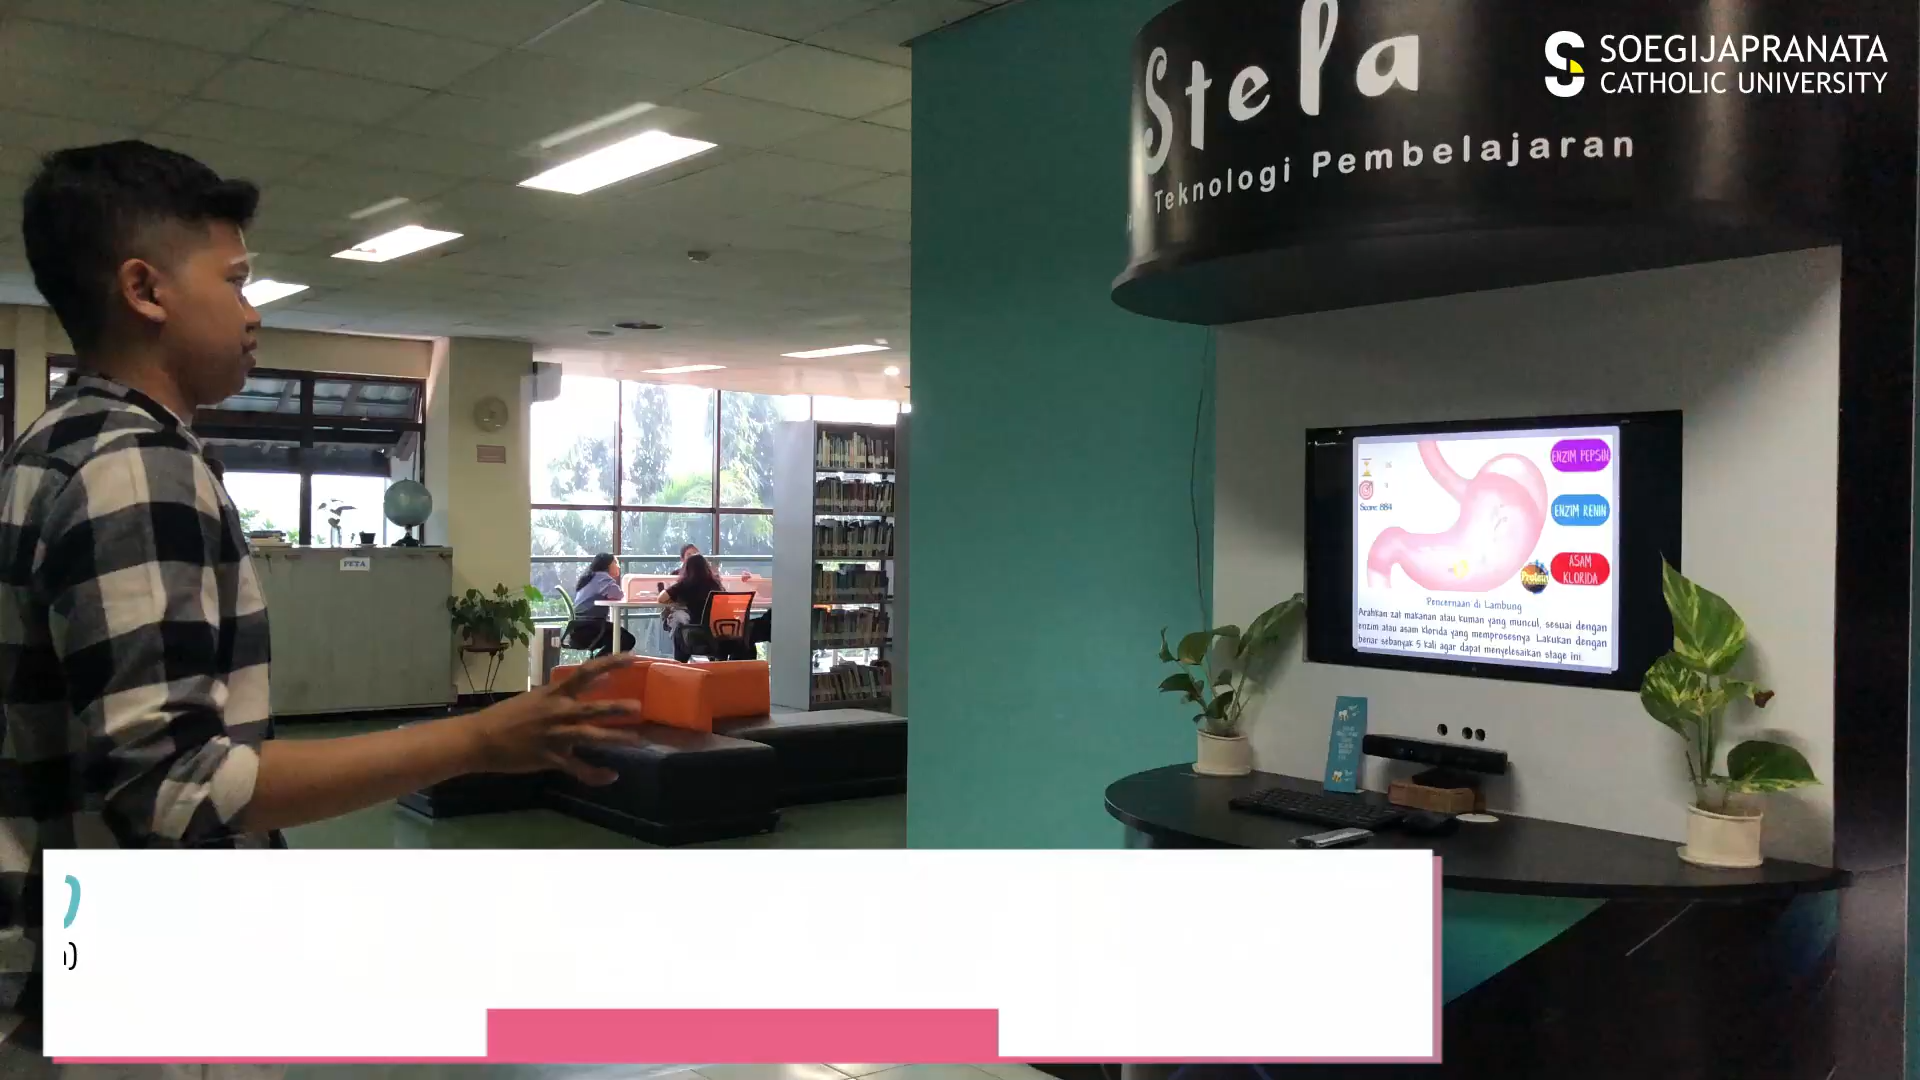 Stela
Teknologi Pembelajaran
SOEGIJAPRANATA
CATHOLIC UNIVERSITY
PETA
ENZIM PEPSIN
ENZIM RENIN
ASAM
KLORIDA
Protein
Score: 884
Pencernaan di Lambung
Arahkan zat makanan atau kuman yang muncul, sesuai dengan
enzim atau asam klorida yang memprosesnya. Lakukan dengan
benar sebanyak 5 kali agar dapat menyelesaikan stage ini.
)